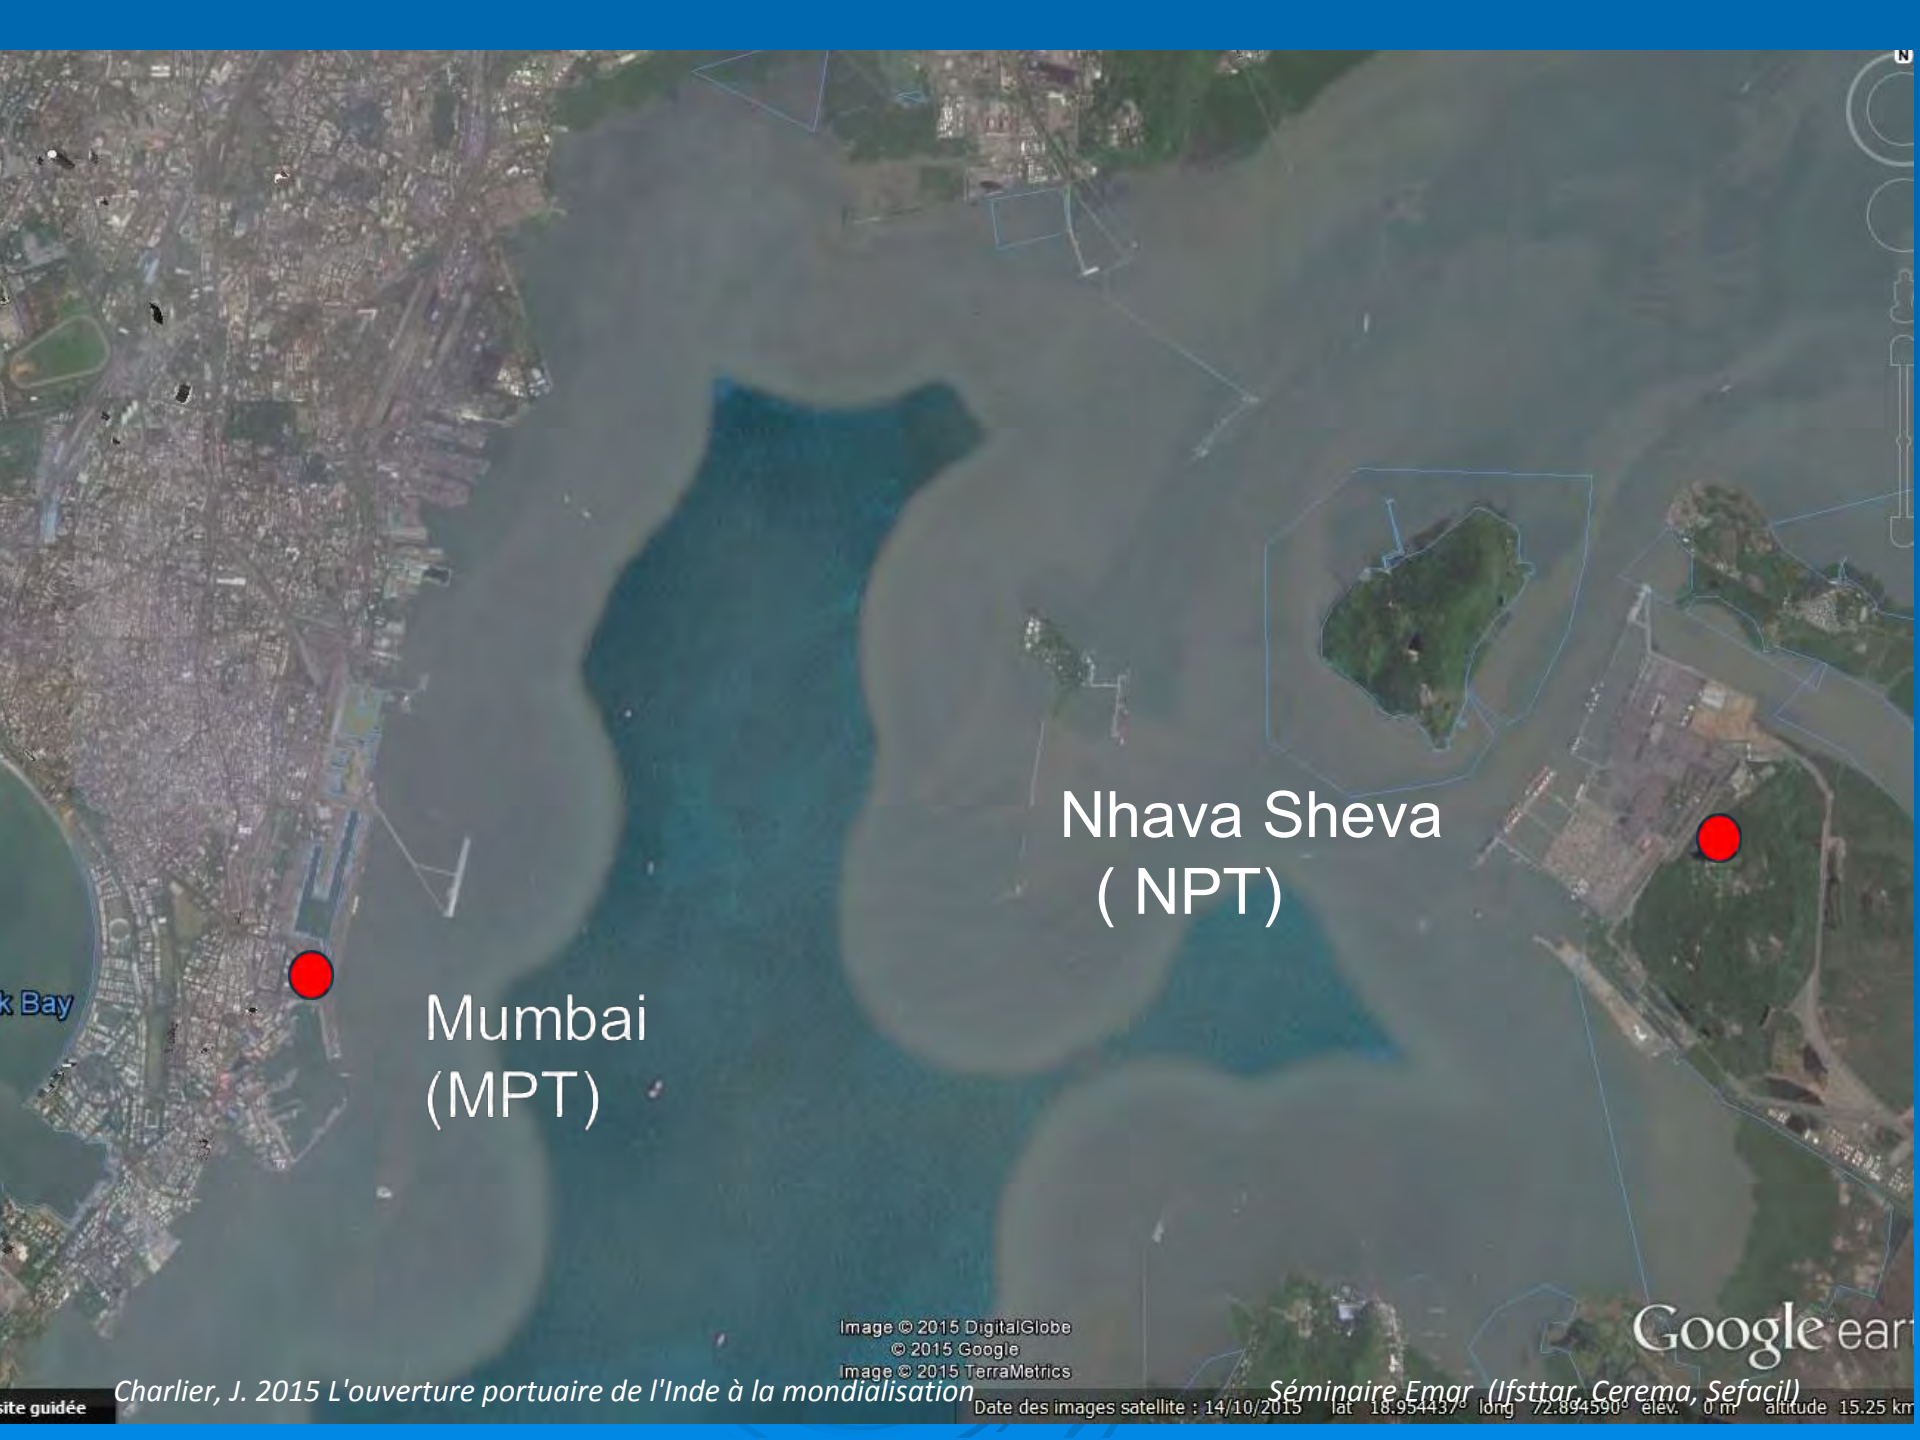 N
Nhava Sheva
( NPT)
k Bay
Mumbai
(MPT)
Image © 2015 DigitalGlobe
© 2015 Google
Image © 2015 TerraMetrics
Google eart
Charlier, J. 2015 L'ouverture portuaire de l'Inde à la mondialisation
Séminaire Emar (Ifsttar, Cerema, Sefacil)
site guidée
Date des images satellite : 14/10/2015 lat 18.954437° long 72.894590° élév. 0 m altitude 15.25 km